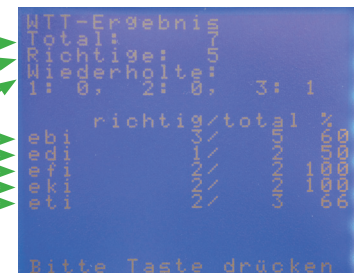 WTT-Ergebnis
Total: 7
Richtige: 5
Wiederholte:
1: 0, 2: 0, 3: 1
richtig/total %
ebi 3/ 5 60
edi 1/ 2 50
efi 2/ 2 100
eki 2/ 2 100
eti 2/ 3 66
Bitte Taste drücken